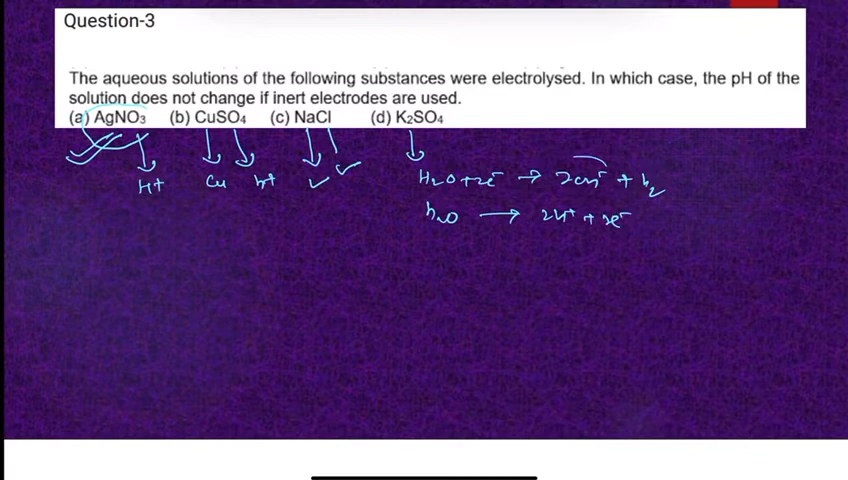 Question-3
The aqueous solutions of the following substances were electrolysed. In which case, the pH of the
solution does not change if inert electrodes are used.
(a) AgNO₃ (b) CuSO₄ (c) NaCl (d) K₂SO₄
H⁺ Cu H⁺ H₂O + 2e⁻ → 2OH⁻ + H₂
H₂O → 2H⁺ + 2e⁻